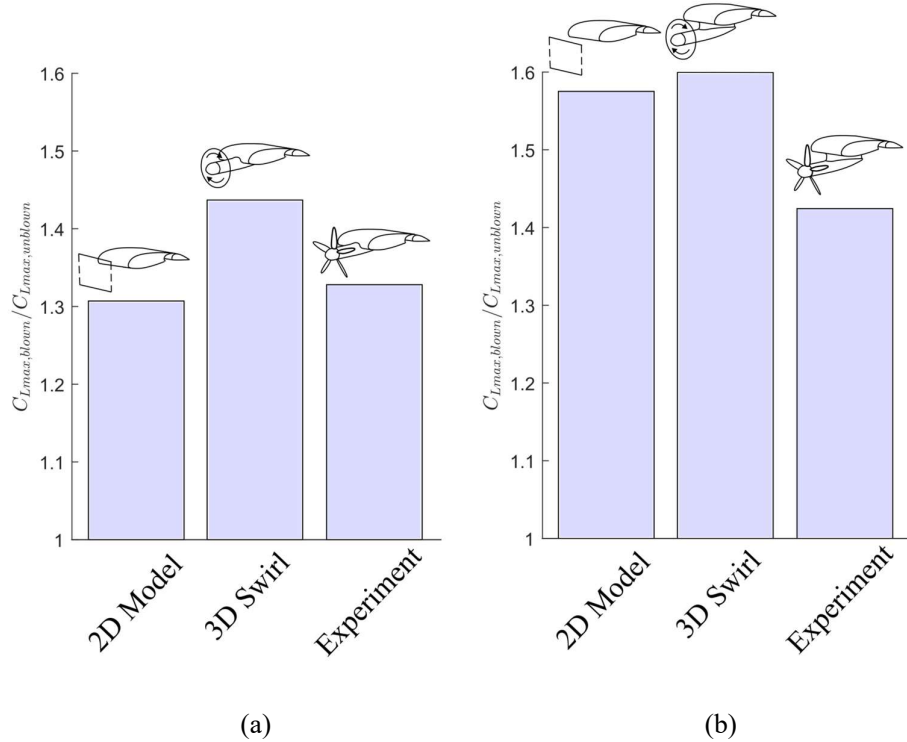 1.6
1.5
1.4
1.3
1.2
1.1
1
C_{Lmax,blown}/C_{Lmax,unblown}
2D Model
3D Swirl
Experiment
(a)
1.6
1.5
1.4
1.3
1.2
1.1
1
C_{Lmax,blown}/C_{Lmax,unblown}
2D Model
3D Swirl
Experiment
(b)